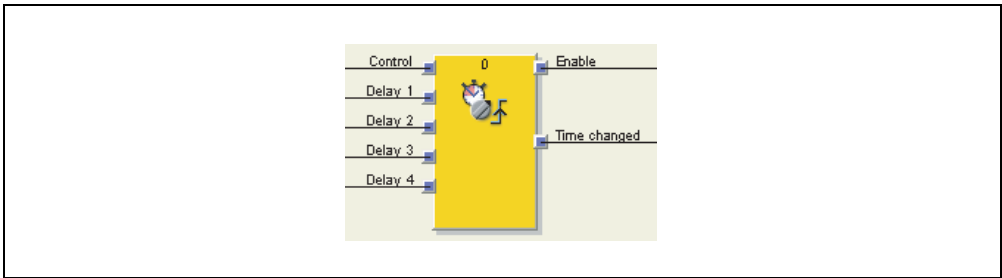 Control 0 Enable
Delay 1
Delay 2
Time changed
Delay 3
Delay 4